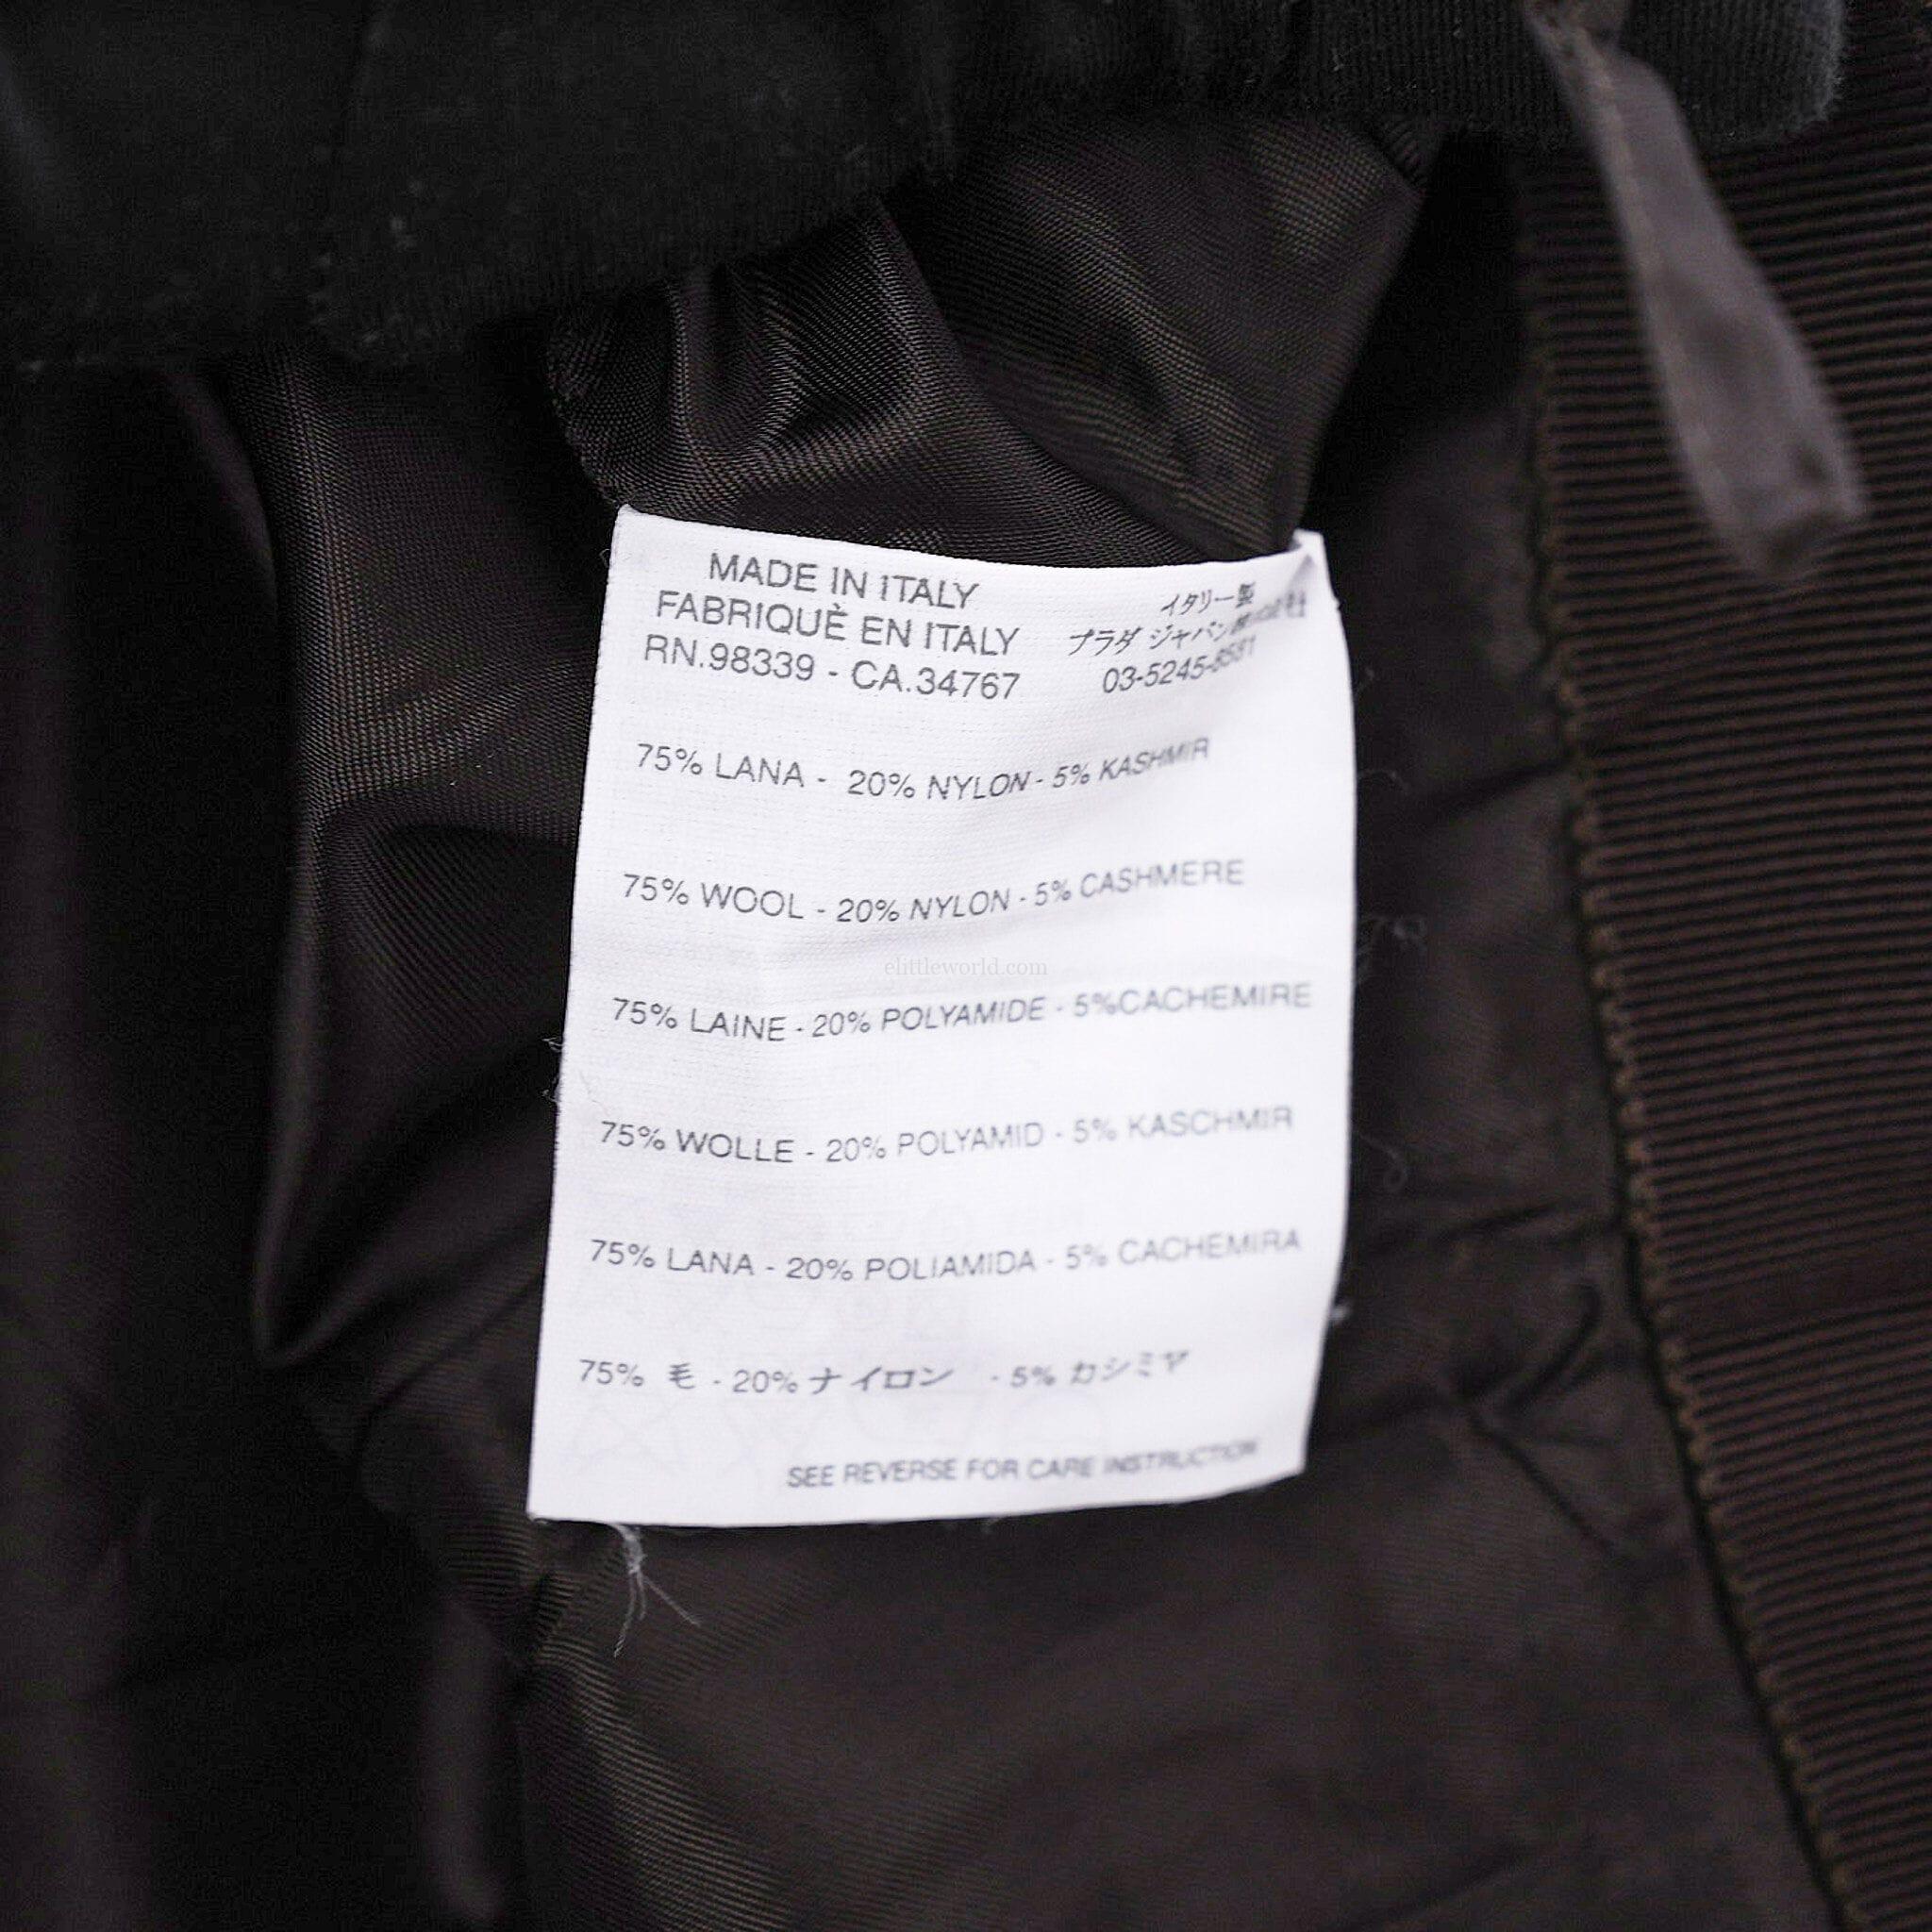 MADE IN ITALY
FABRIQUÈ EN ITALY
RN.98339 - CA.34767
イタリー製
プラダ ジャパン
03-5245-8581
75% LANA - 20% NYLON - 5% KASHMIR
75% WOOL - 20% NYLON - 5% CASHMERE
elittleworld.com
75% LAINE - 20% POLYAMIDE - 5%CACHEMIRE
75% WOLLE - 20% POLYAMID - 5% KASCHMIR
75% LANA - 20% POLIAMIDA - 5% CACHEMIRA
75% 毛 - 20% ナイロン - 5% カシミヤ
SEE REVERSE FOR CARE INSTRUCTION